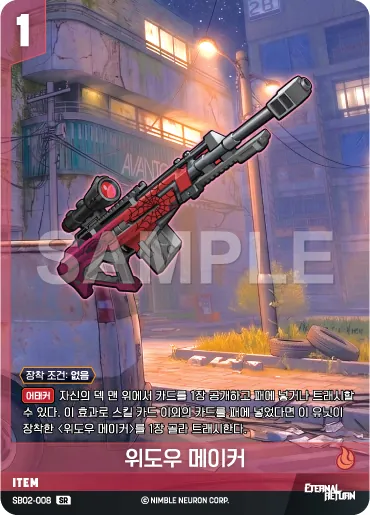 1
28
AVANT
SAMPLE
장착 조건: 없음
어태커 자신의 덱 맨 위에서 카드를 1장 공개하고 패에 넣거나 트래시할
수 있다. 이 효과로 스킬 카드 이외의 카드를 패에 넣었다면 이 유닛이
장착한 <위도우 메이커>를 1장 골라 트래시한다.
위도우 메이커
ITEM
SB02-008 SR
© NIMBLE NEURON CORP.
ETERNAL RETURN